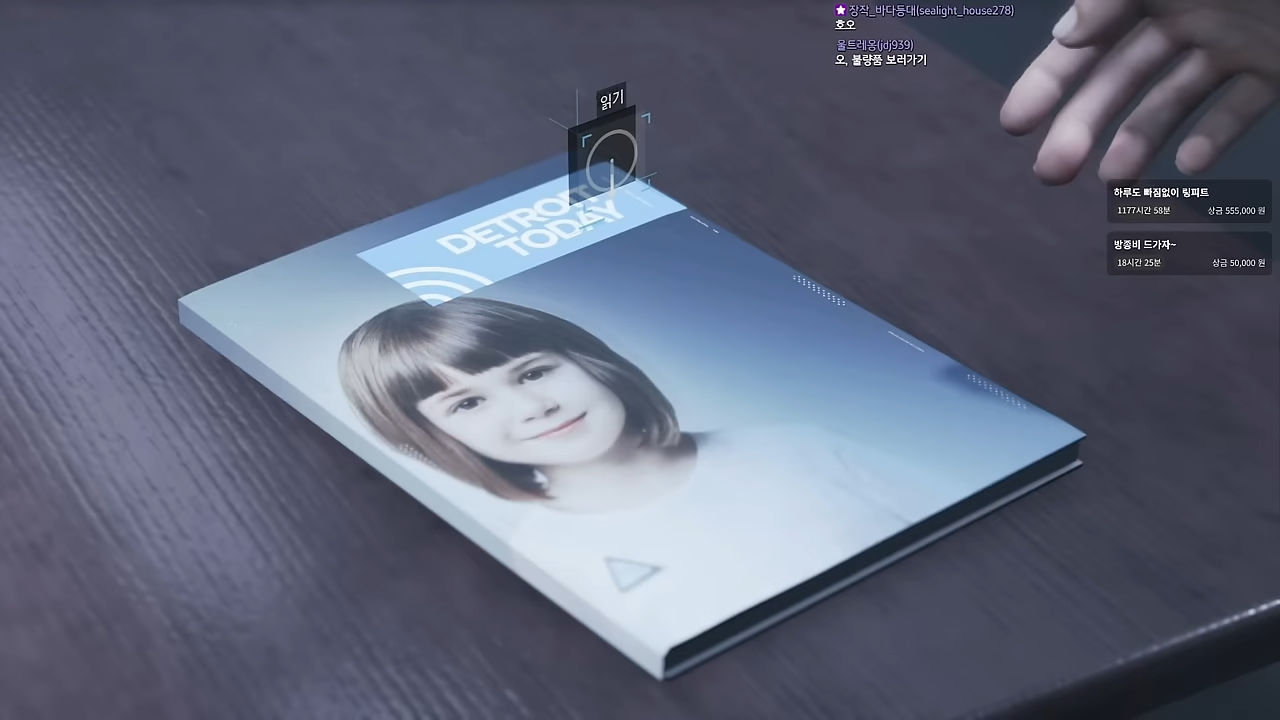 장작_바다등대(sealight_house278)
호오
울트레옹(jdj939)
오, 불량품 보러가기
읽기
DETROIT
TODAY
하루도 빠짐없이 링피트
1177시간 58분 상금 555,000 원
방종비 드가자~
18시간 25분 상금 50,000 원